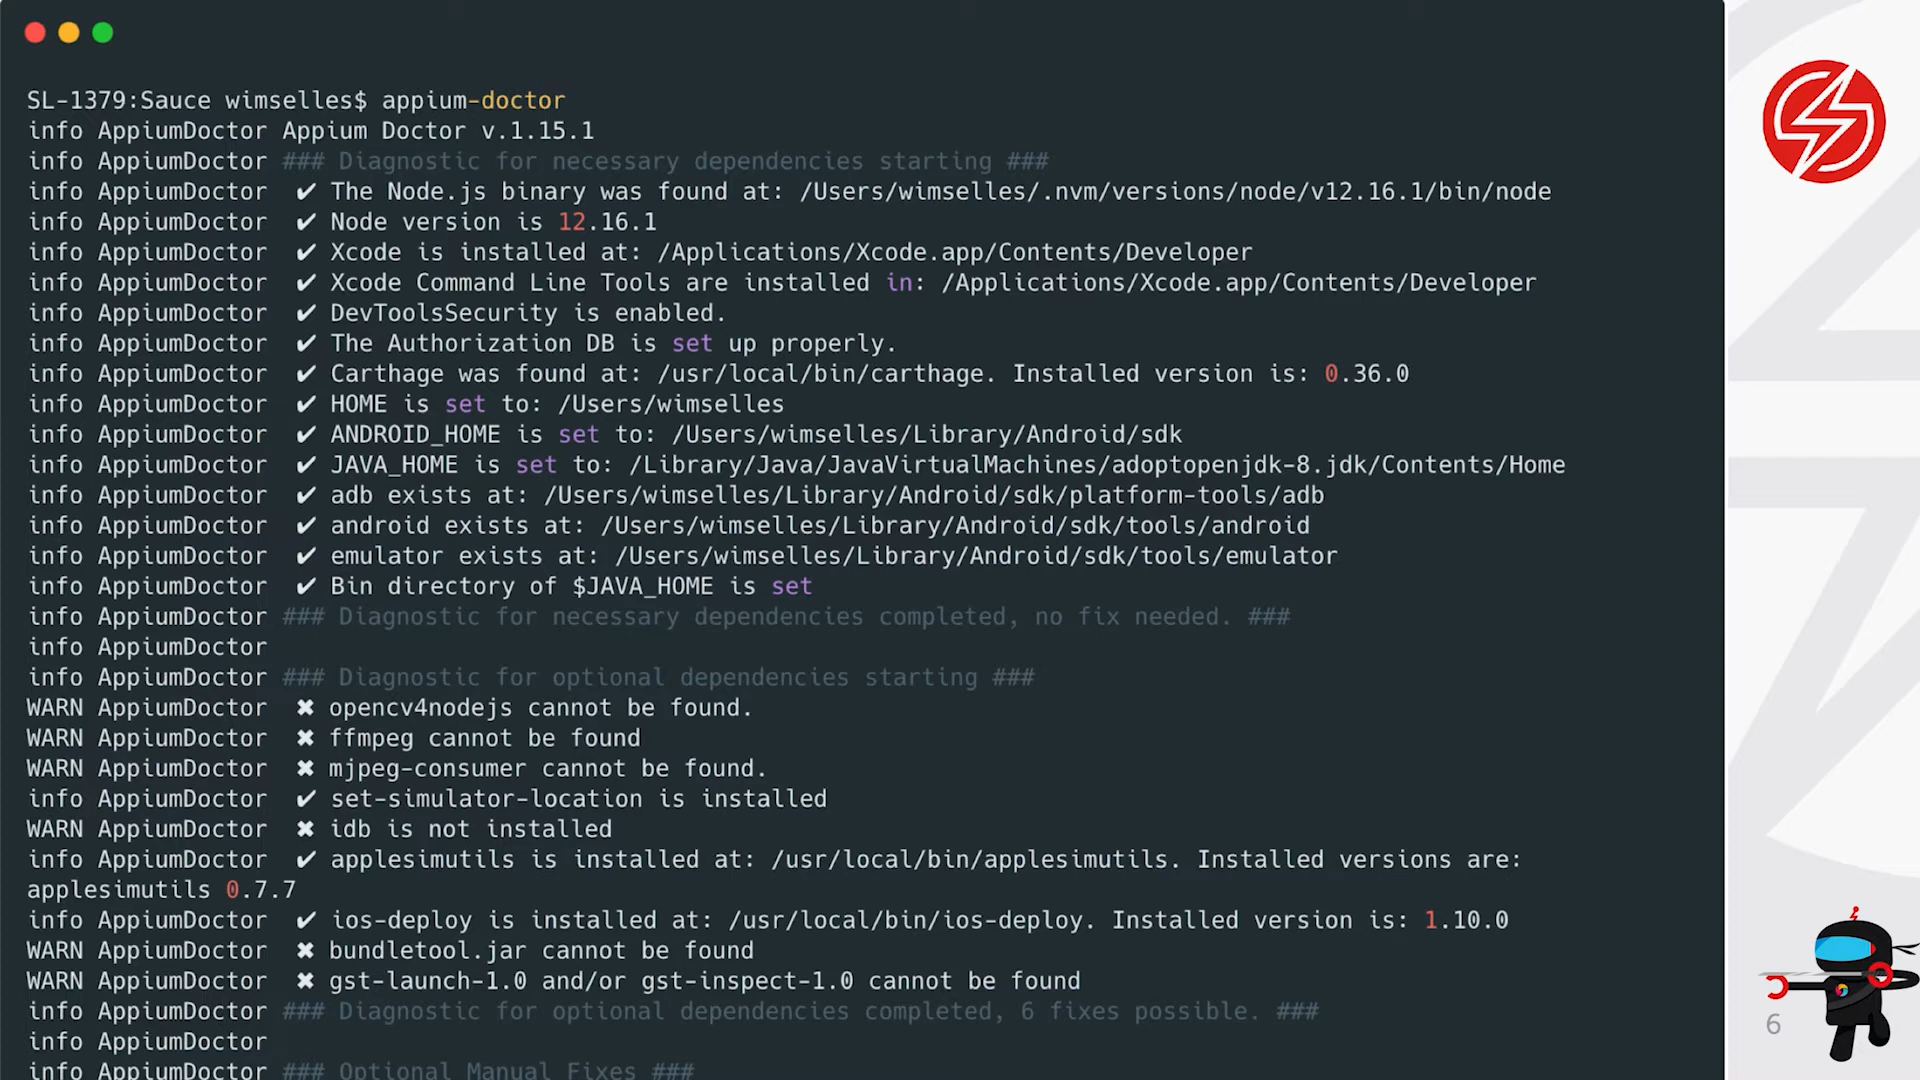 SL-1379:Sauce wimselles$ appium-doctor
info AppiumDoctor Appium Doctor v.1.15.1
info AppiumDoctor ### Diagnostic for necessary dependencies starting ###
info AppiumDoctor  ✔ The Node.js binary was found at: /Users/wimselles/.nvm/versions/node/v12.16.1/bin/node
info AppiumDoctor  ✔ Node version is 12.16.1
info AppiumDoctor  ✔ Xcode is installed at: /Applications/Xcode.app/Contents/Developer
info AppiumDoctor  ✔ Xcode Command Line Tools are installed in: /Applications/Xcode.app/Contents/Developer
info AppiumDoctor  ✔ DevToolsSecurity is enabled.
info AppiumDoctor  ✔ The Authorization DB is set up properly.
info AppiumDoctor  ✔ Carthage was found at: /usr/local/bin/carthage. Installed version is: 0.36.0
info AppiumDoctor  ✔ HOME is set to: /Users/wimselles
info AppiumDoctor  ✔ ANDROID_HOME is set to: /Users/wimselles/Library/Android/sdk
info AppiumDoctor  ✔ JAVA_HOME is set to: /Library/Java/JavaVirtualMachines/adoptopenjdk-8.jdk/Contents/Home
info AppiumDoctor  ✔ adb exists at: /Users/wimselles/Library/Android/sdk/platform-tools/adb
info AppiumDoctor  ✔ android exists at: /Users/wimselles/Library/Android/sdk/tools/android
info AppiumDoctor  ✔ emulator exists at: /Users/wimselles/Library/Android/sdk/tools/emulator
info AppiumDoctor  ✔ Bin directory of $JAVA_HOME is set
info AppiumDoctor ### Diagnostic for necessary dependencies completed, no fix needed. ###
info AppiumDoctor
info AppiumDoctor ### Diagnostic for optional dependencies starting ###
WARN AppiumDoctor  ✖ opencv4nodejs cannot be found.
WARN AppiumDoctor  ✖ ffmpeg cannot be found
WARN AppiumDoctor  ✖ mjpeg-consumer cannot be found.
info AppiumDoctor  ✔ set-simulator-location is installed
WARN AppiumDoctor  ✖ idb is not installed
info AppiumDoctor  ✔ applesimutils is installed at: /usr/local/bin/applesimutils. Installed versions are:
applesimutils 0.7.7
info AppiumDoctor  ✔ ios-deploy is installed at: /usr/local/bin/ios-deploy. Installed version is: 1.10.0
WARN AppiumDoctor  ✖ bundletool.jar cannot be found
WARN AppiumDoctor  ✖ gst-launch-1.0 and/or gst-inspect-1.0 cannot be found
info AppiumDoctor ### Diagnostic for optional dependencies completed, 6 fixes possible. ###
info AppiumDoctor
info AppiumDoctor ### Optional Manual Fixes ###
6